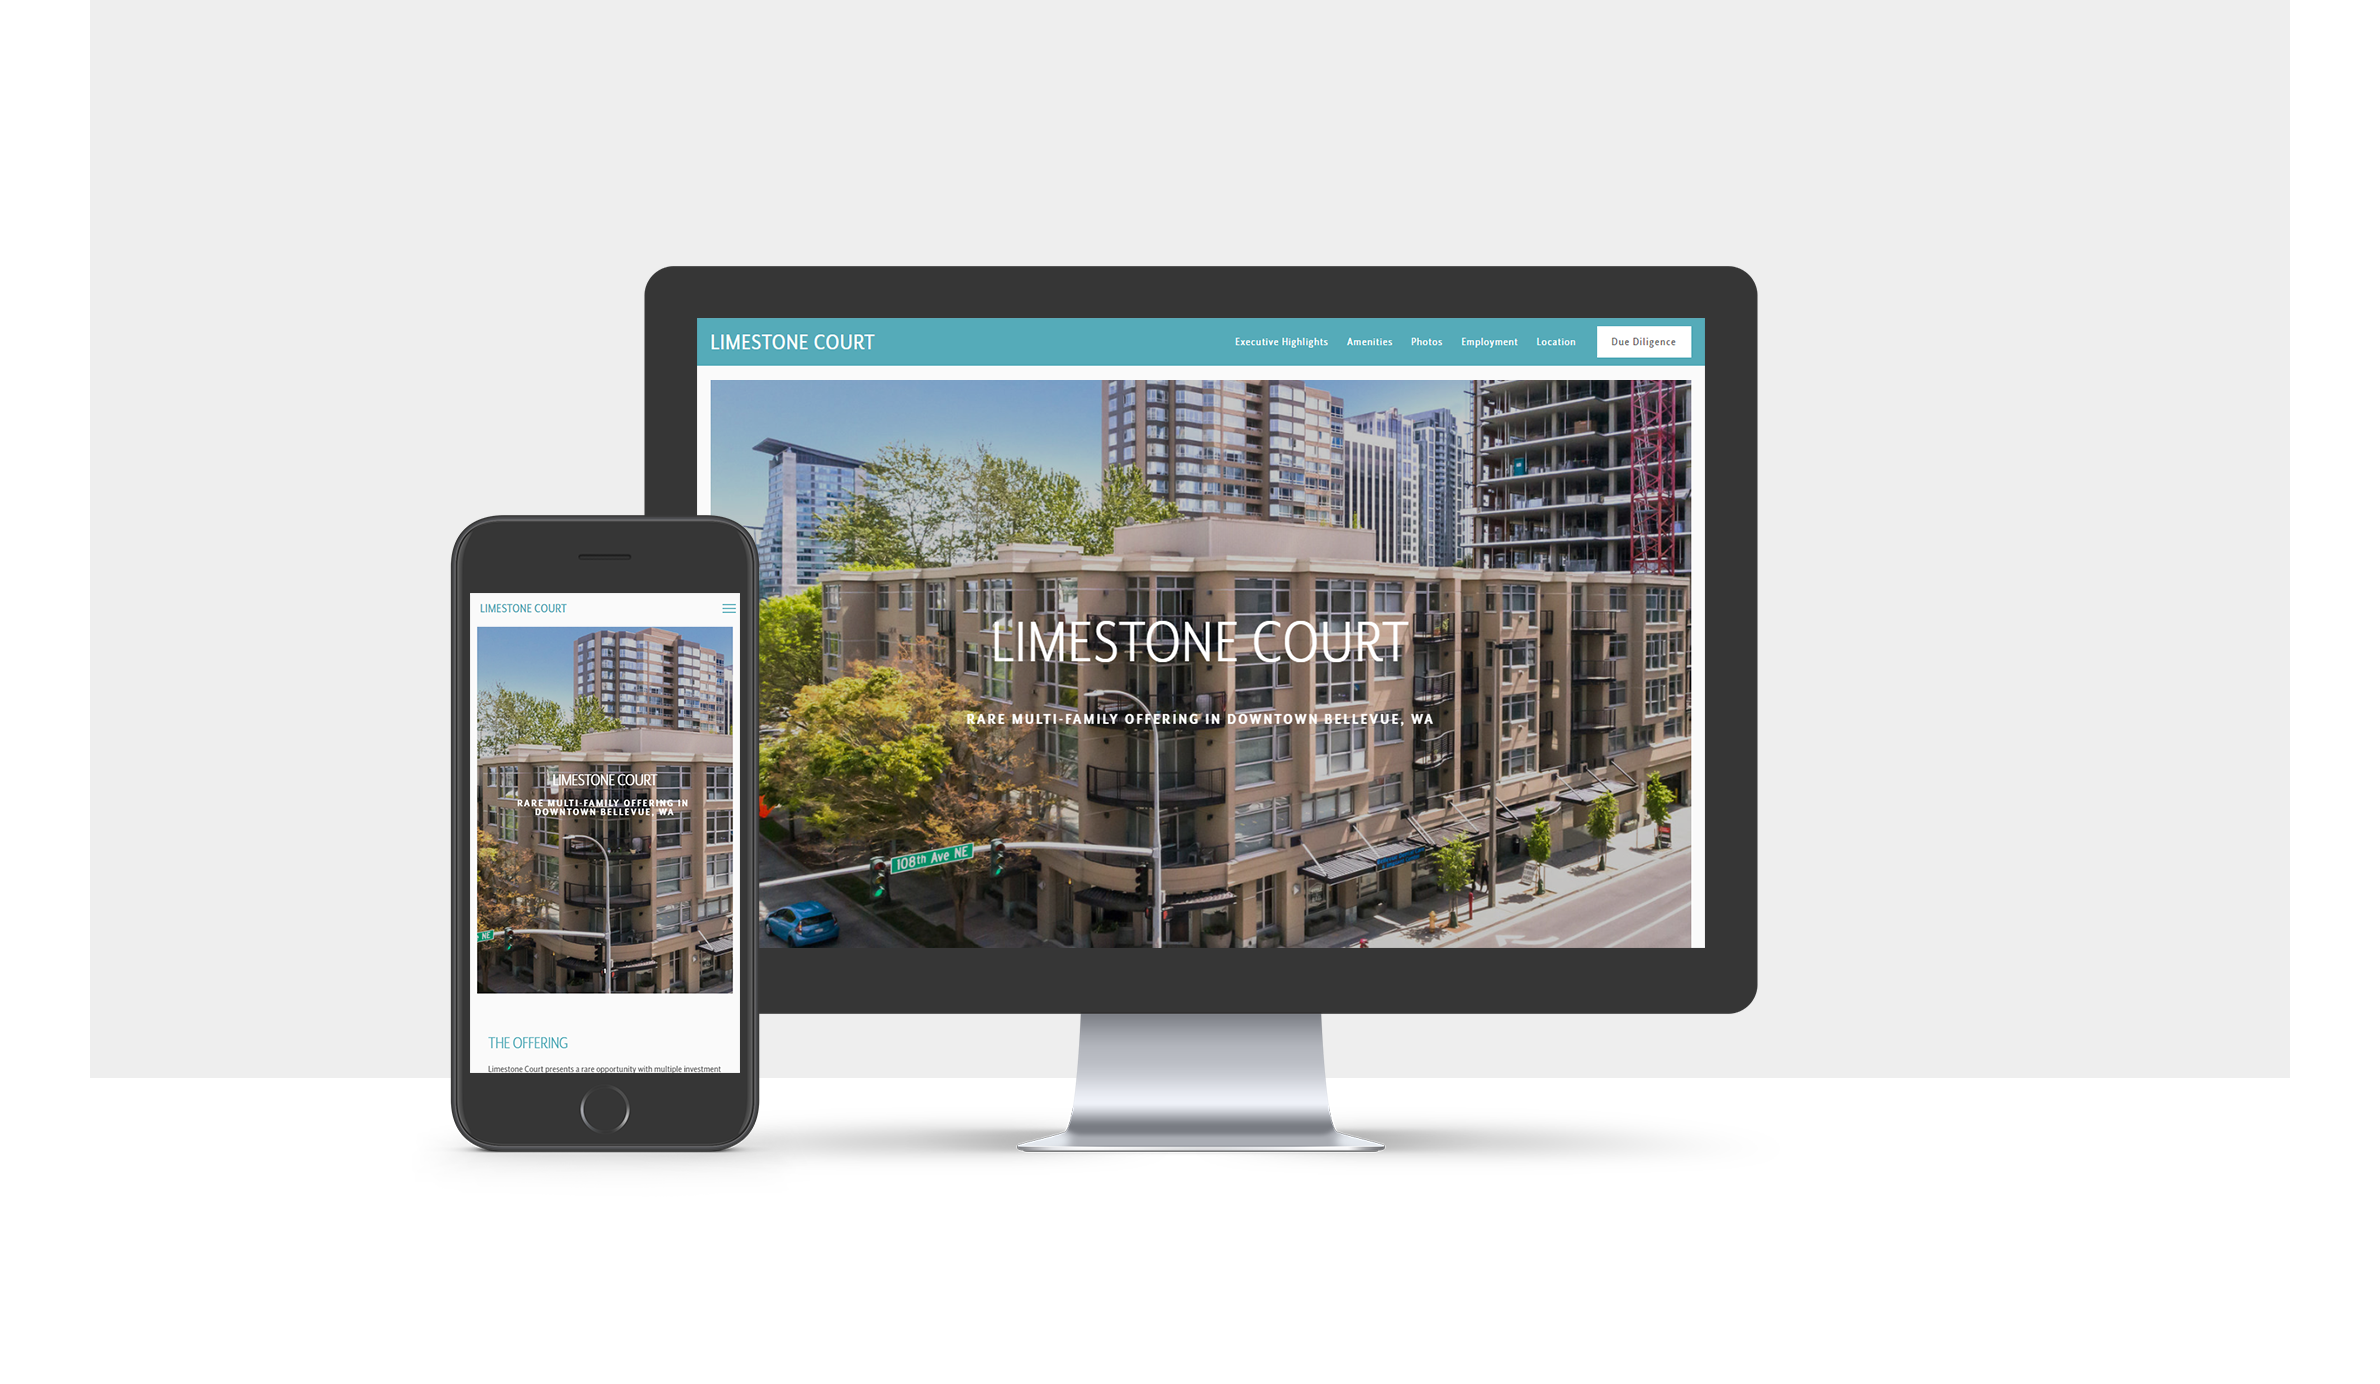 LIMESTONE COURT
Executive Highlights
Amenities
Photos
Employment
Location
Due Diligence
LIMESTONE COURT
RARE MULTI-FAMILY OFFERING IN DOWNTOWN BELLEVUE, WA
108th Ave NE
LIMESTONE COURT
LIMESTONE COURT
RARE MULTI-FAMILY OFFERING IN
DOWNTOWN BELLEVUE, WA
NE
THE OFFERING
Limestone Court presents a rare opportunity with multiple investment